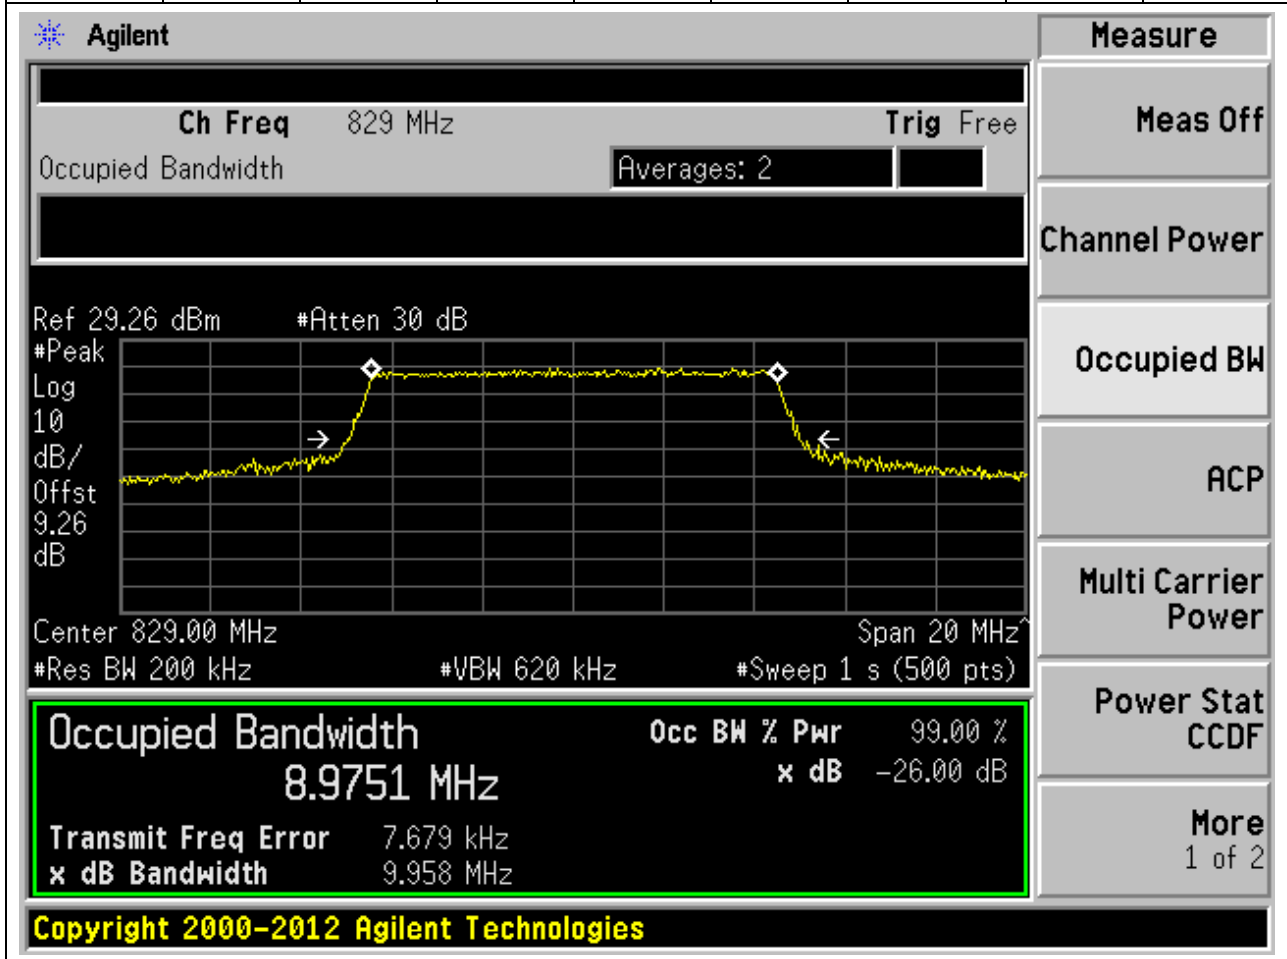 Agilent
Measure
Ch Freq 829 MHz Trig Free
Occupied Bandwidth Averages: 2
Ref 29.26 dBm #Atten 30 dB
#Peak
Log
10
dB/
Offst
9.26
dB
Center 829.00 MHz Span 20 MHz^
#Res BW 200 kHz #VBW 620 kHz #Sweep 1 s (500 pts)
Occupied Bandwidth Occ BW % Pwr 99.00 %
8.9751 MHz x dB -26.00 dB
Transmit Freq Error 7.679 kHz
x dB Bandwidth 9.958 MHz
Copyright 2000-2012 Agilent Technologies
Meas Off
Channel Power
Occupied BW
ACP
Multi Carrier
Power
Power Stat
CCDF
More
1 of 2